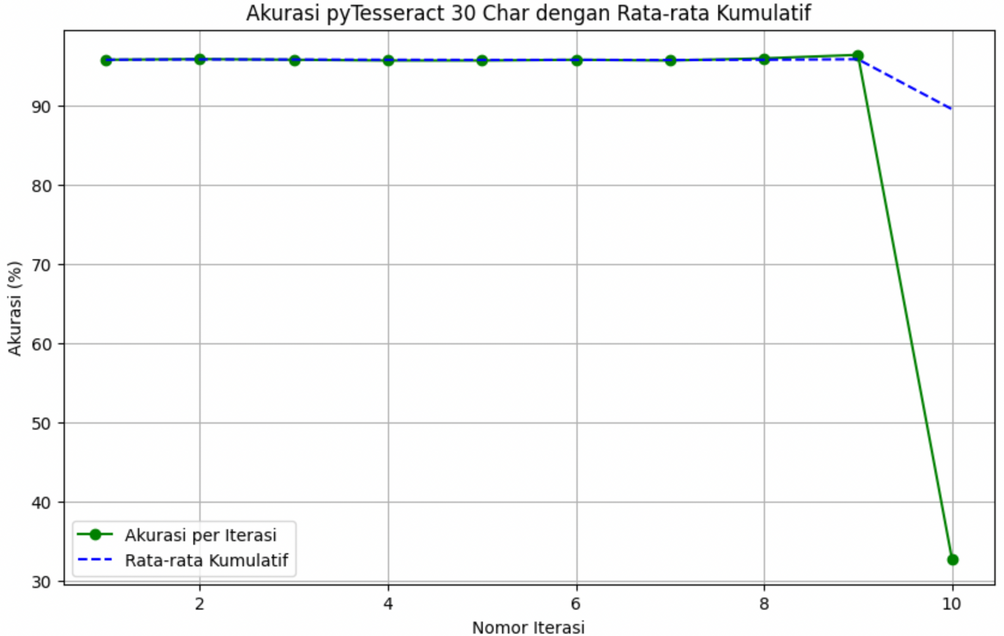 Akurasi pyTesseract 30 Char dengan Rata-rata Kumulatif
Akurasi (%)
90
80
70
60
50
40
30
Akurasi per Iterasi
Rata-rata Kumulatif
2 4 6 8 10
Nomor Iterasi